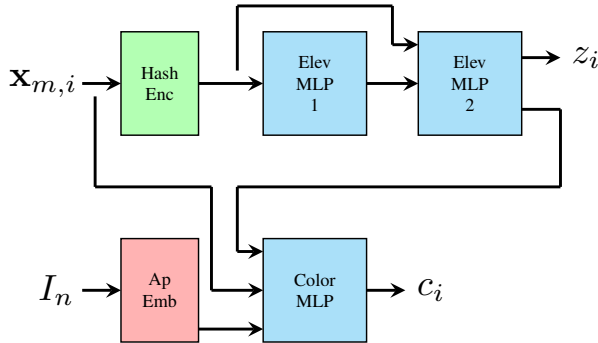 𝐱_{m,i}
Hash
Enc
Elev
MLP
1
Elev
MLP
2
z_i
I_n
Ap
Emb
Color
MLP
c_i